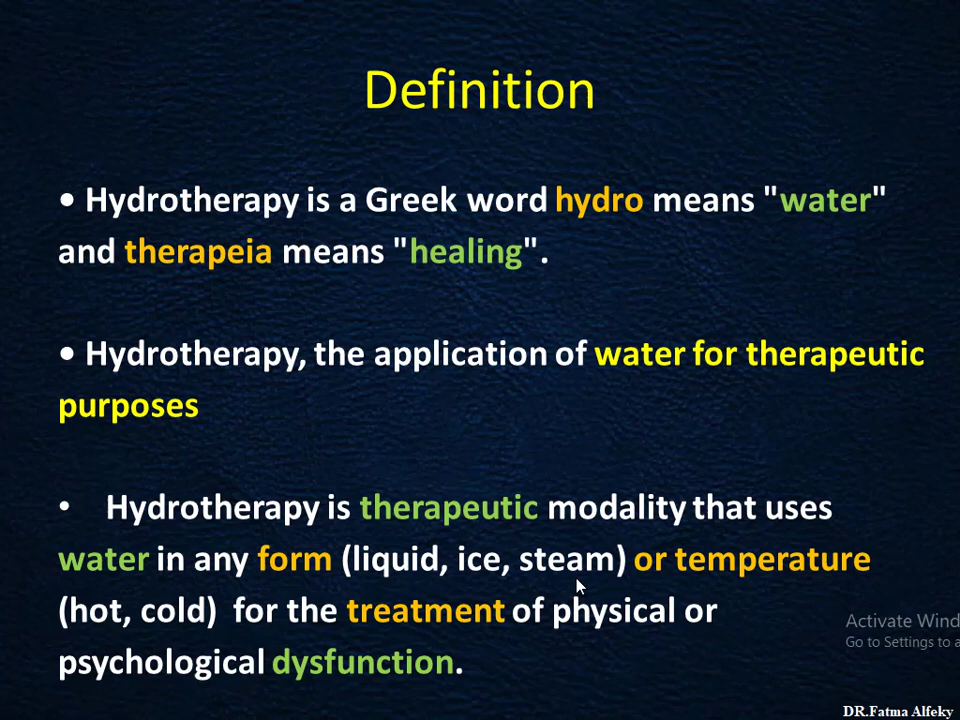 Definition
• Hydrotherapy is a Greek word hydro means "water"
and therapeia means "healing".
• Hydrotherapy, the application of water for therapeutic
purposes
• Hydrotherapy is therapeutic modality that uses
water in any form (liquid, ice, steam) or temperature
(hot, cold) for the treatment of physical or
psychological dysfunction.
Activate Wind
Go to Settings to a
DR.Fatma Alfeky